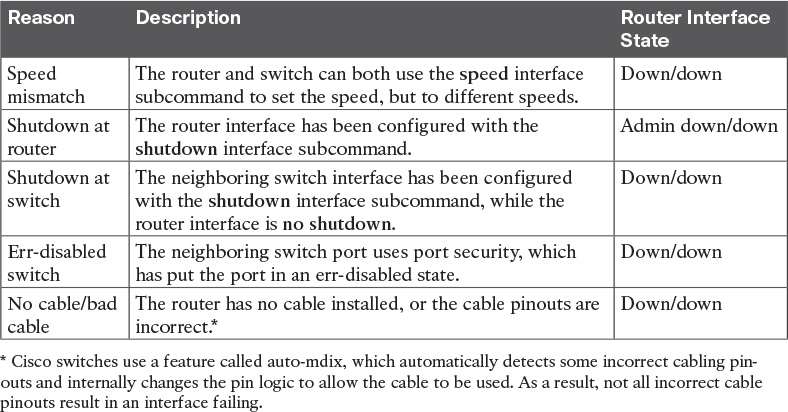 Reason Description Router Interface
State
Speed The router and switch can both use the speed interface Down/down
mismatch subcommand to set the speed, but to different speeds.
Shutdown at The router interface has been configured with the Admin down/down
router shutdown interface subcommand.
Shutdown at The neighboring switch interface has been configured Down/down
switch with the shutdown interface subcommand, while the
router interface is no shutdown.
Err-disabled The neighboring switch port uses port security, which Down/down
switch has put the port in an err-disabled state.
No cable/bad The router has no cable installed, or the cable pinouts are Down/down
cable incorrect.*
* Cisco switches use a feature called auto-mdix, which automatically detects some incorrect cabling pin-
outs and internally changes the pin logic to allow the cable to be used. As a result, not all incorrect cable
pinouts result in an interface failing.